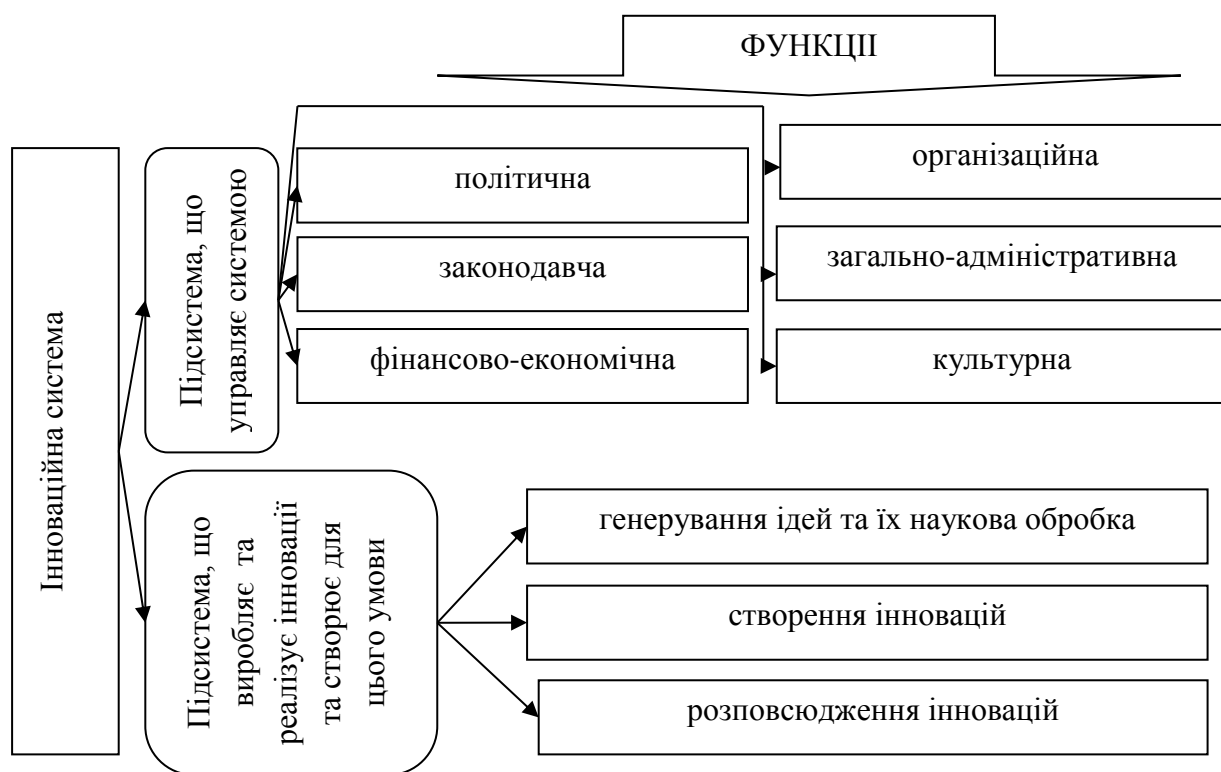 ФУНКЦІІ
Інноваційна система
Підсистема, що
управляє системою
політична
законодавча
фінансово-економічна
організаційна
загально-адміністративна
культурна
Підсистема, що
виробляє та
реалізує інновації
та створює для
цього умови
генерування ідей та їх наукова обробка
створення інновацій
розповсюдження інновацій